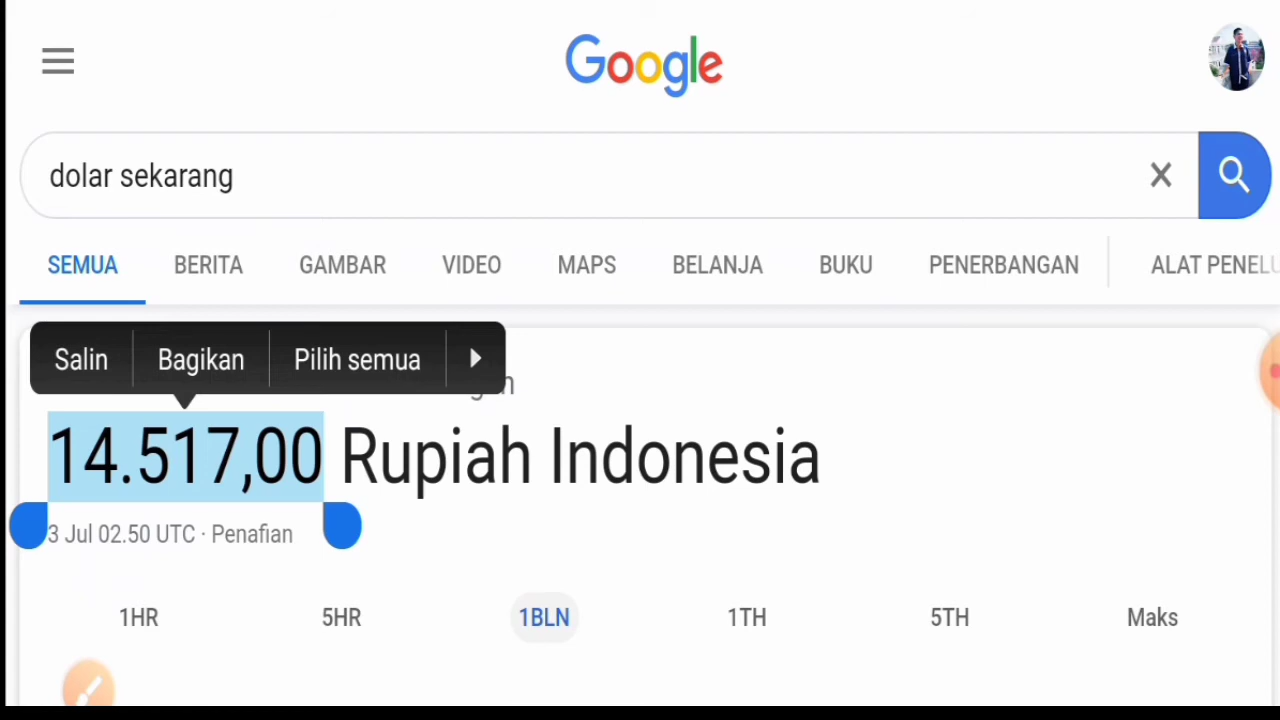 Google
dolar sekarang
SEMUA BERITA GAMBAR VIDEO MAPS BELANJA BUKU PENERBANGAN ALAT
Salin Bagikan Pilih semua
14.517,00 Rupiah Indonesia
3 Jul 02.50 UTC · Penafian
1HR 5HR 1BLN 1TH 5TH Maks